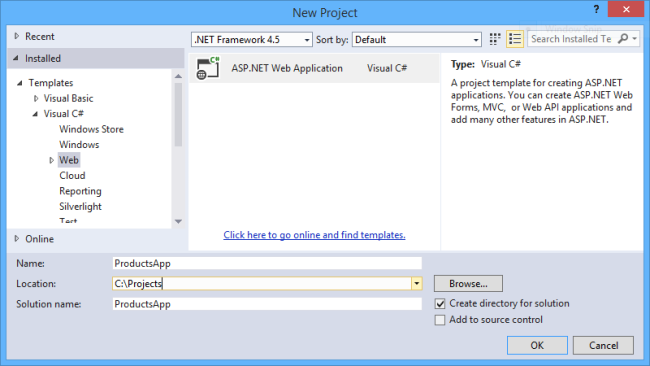 New Project
Recent
Installed
Templates
Visual Basic
Visual C#
Windows Store
Windows
Web
Cloud
Reporting
Silverlight
Test
Online
.NET Framework 4.5
Sort by:
Default
Search Installed Te
C#
ASP.NET Web Application
Visual C#
Click here to go online and find templates.
Type: Visual C#
A project template for creating ASP.NET
applications. You can create ASP.NET Web
Forms, MVC, or Web API applications and
add many other features in ASP.NET.
Name:
ProductsApp
Location:
C:\Projects
Browse...
Solution name:
ProductsApp
Create directory for solution
Add to source control
OK
Cancel